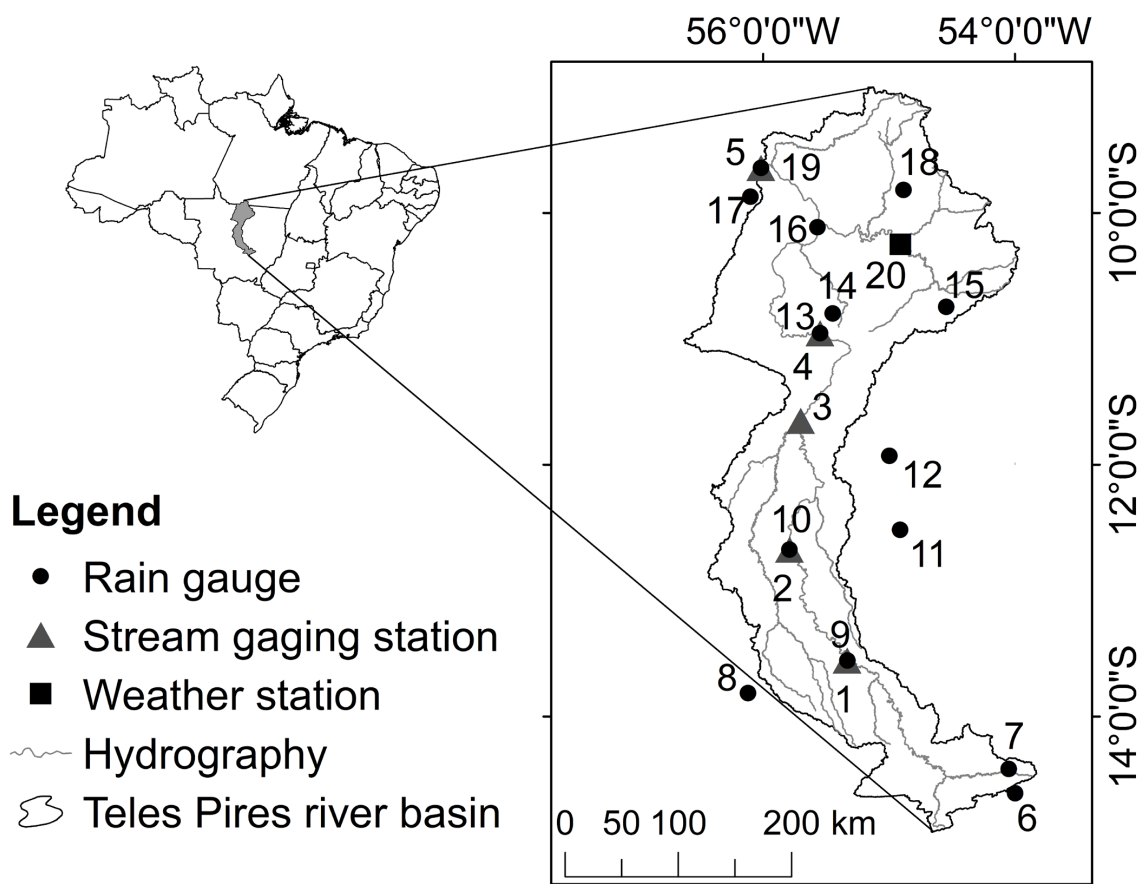 56°0'0"W 54°0'0"W
5 19 18
17
16
20
14 15
13
4
3
12
10
11
2
9
8
1
7
6
10°0'0"S
12°0'0"S
14°0'0"S
0 50 100 200 km
Legend
Rain gauge
Stream gaging station
Weather station
Hydrography
Teles Pires river basin